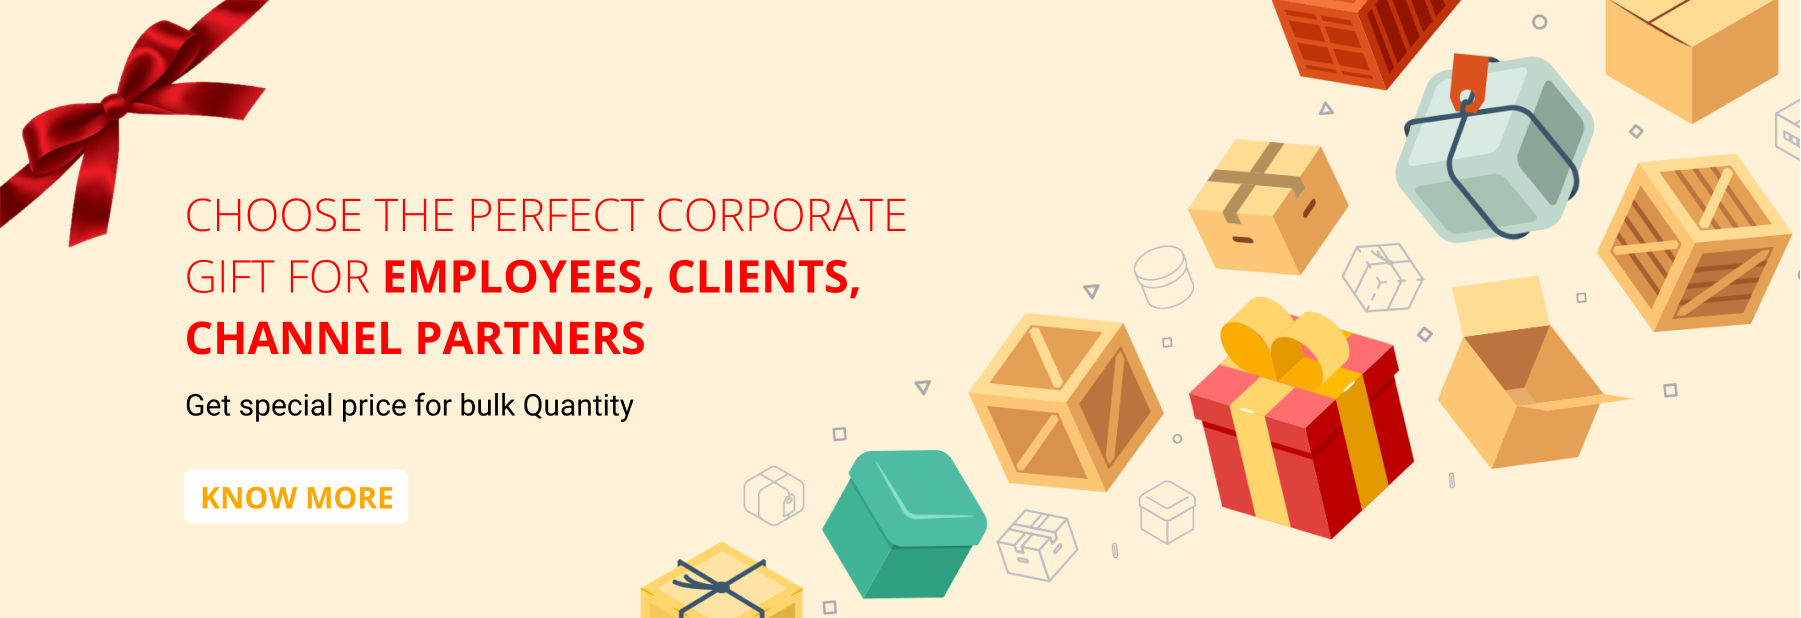 CHOOSE THE PERFECT CORPORATE
GIFT FOR EMPLOYEES, CLIENTS,
CHANNEL PARTNERS
Get special price for bulk Quantity
KNOW MORE